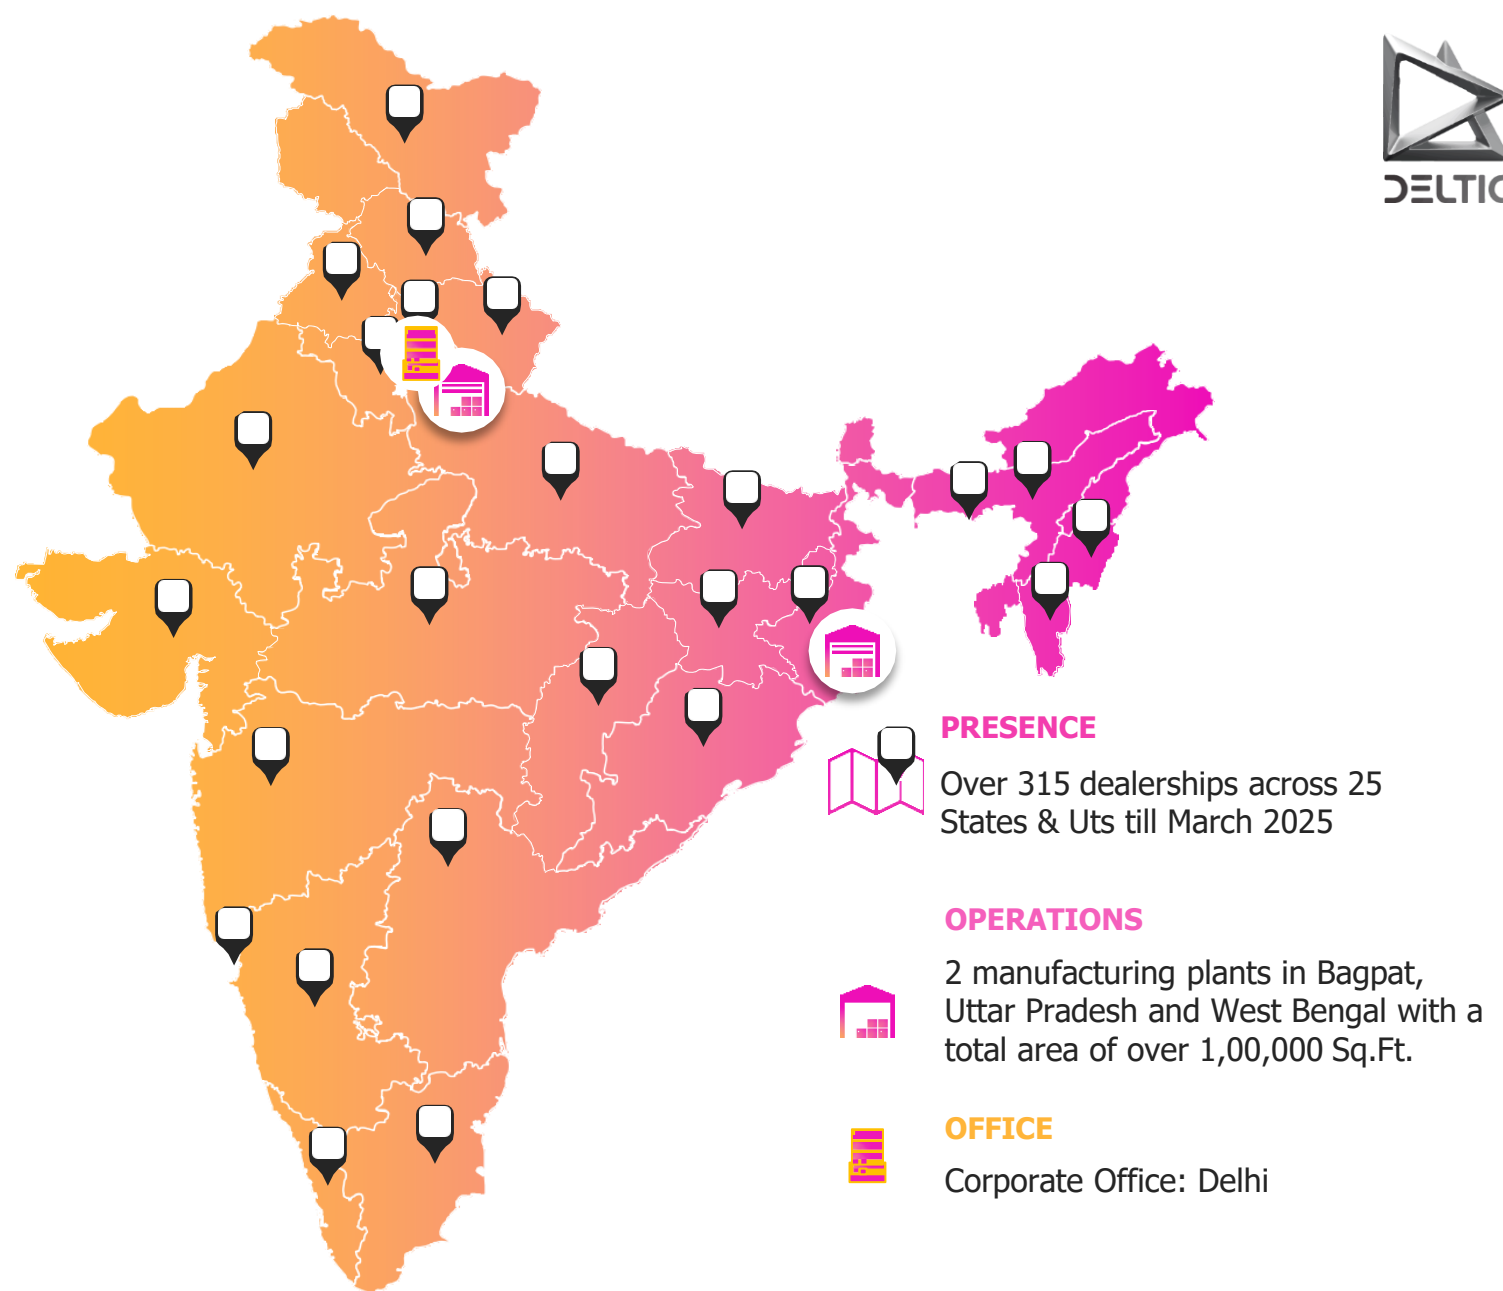 DELTIC
PRESENCE
Over 315 dealerships across 25
States & Uts till March 2025
OPERATIONS
2 manufacturing plants in Bagpat,
Uttar Pradesh and West Bengal with a
total area of over 1,00,000 Sq.Ft.
OFFICE
Corporate Office: Delhi